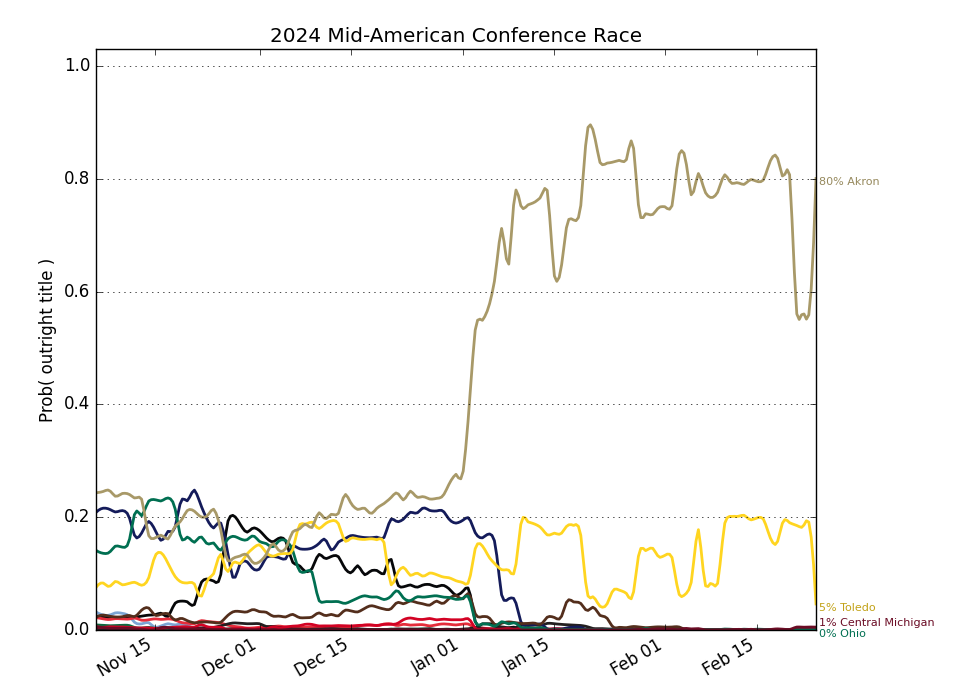 2024 Mid-American Conference Race
1.0
0.8
0.6
0.4
0.2
0.0
Prob( outright title )
Nov 15
Dec 01
Dec 15
Jan 01
Jan 15
Feb 01
Feb 15
80% Akron
5% Toledo
1% Central Michigan
0% Ohio